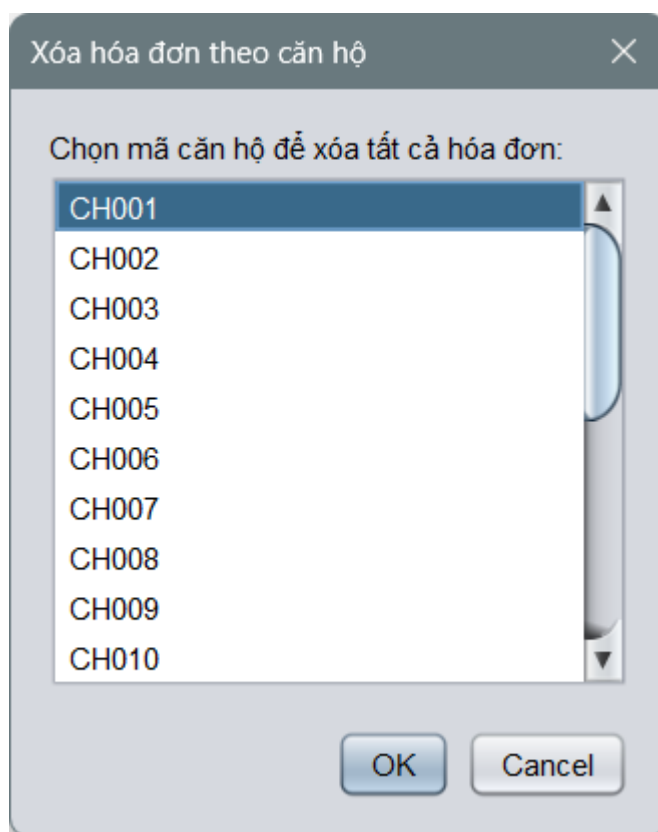 Xóa hóa đơn theo căn hộ
Chọn mã căn hộ để xóa tất cả hóa đơn:
CH001
CH002
CH003
CH004
CH005
CH006
CH007
CH008
CH009
CH010
OK Cancel